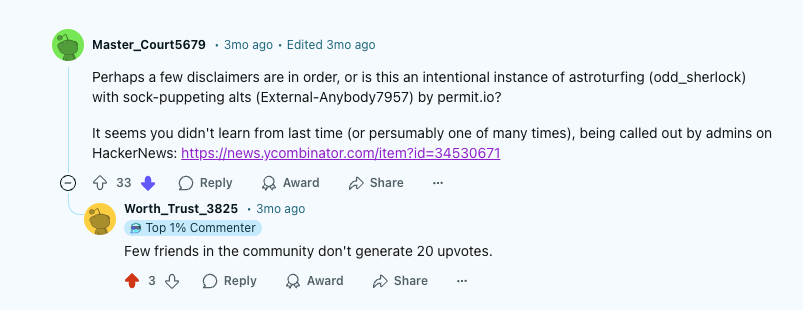 Master_Court5679 • 3mo ago • Edited 3mo ago
Perhaps a few disclaimers are in order, or is this an intentional instance of astroturfing (odd_sherlock)
with sock-puppeting alts (External-Anybody7957) by permit.io?
It seems you didn't learn from last time (or persumably one of many times), being called out by admins on
HackerNews: https://news.ycombinator.com/item?id=34530671
33 Reply Award Share ...
Worth_Trust_3825 • 3mo ago
Top 1% Commenter
Few friends in the community don't generate 20 upvotes.
3 Reply Award Share ...